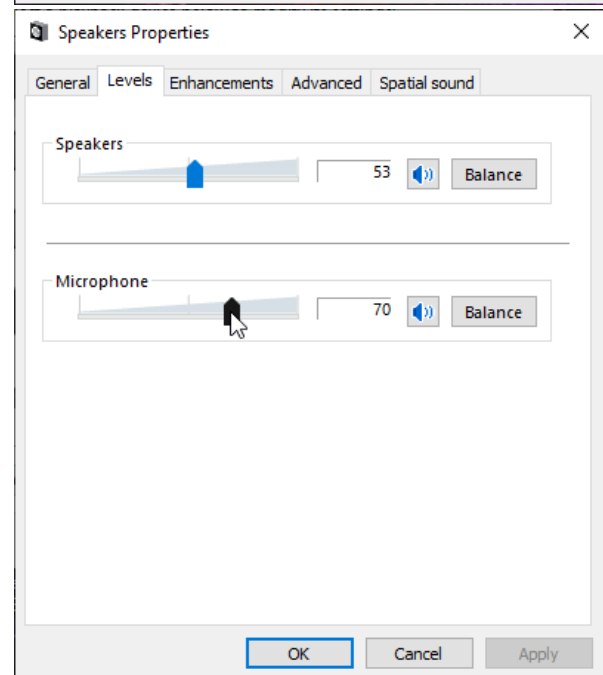 Speakers Properties
General Levels Enhancements Advanced Spatial sound
Speakers
53 Balance
Microphone
70 Balance
OK Cancel Apply